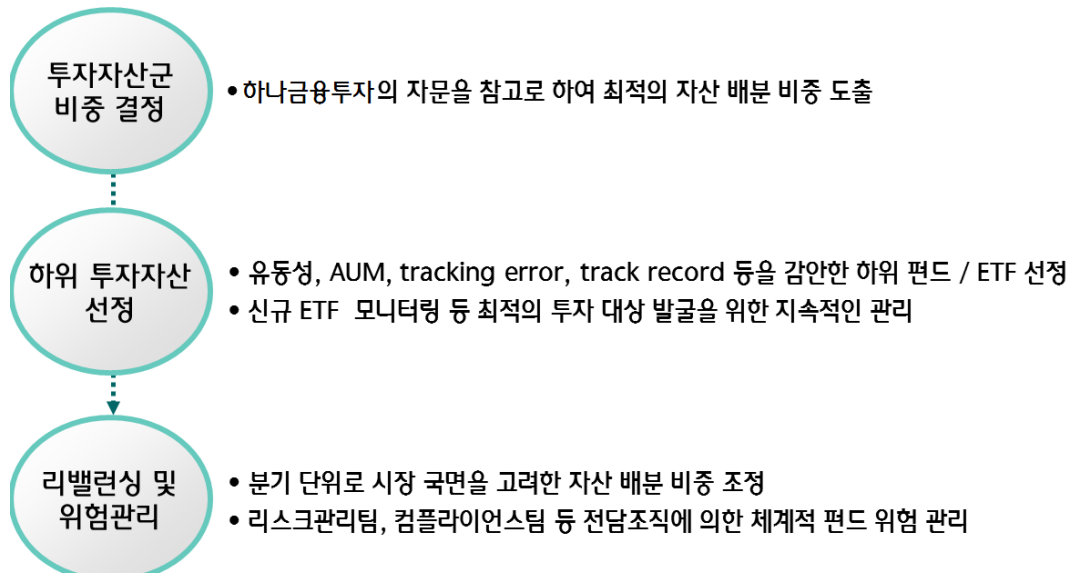 투자자산군
비중 결정
• 하나금융투자의 자문을 참고로 하여 최적의 자산 배분 비중 도출
하위 투자자산
선정
• 유동성, AUM, tracking error, track record 등을 감안한 하위 펀드 / ETF 선정
• 신규 ETF 모니터링 등 최적의 투자 대상 발굴을 위한 지속적인 관리
리밸런싱 및
위험관리
• 분기 단위로 시장 국면을 고려한 자산 배분 비중 조정
• 리스크관리팀, 컴플라이언스팀 등 전담조직에 의한 체계적 펀드 위험 관리